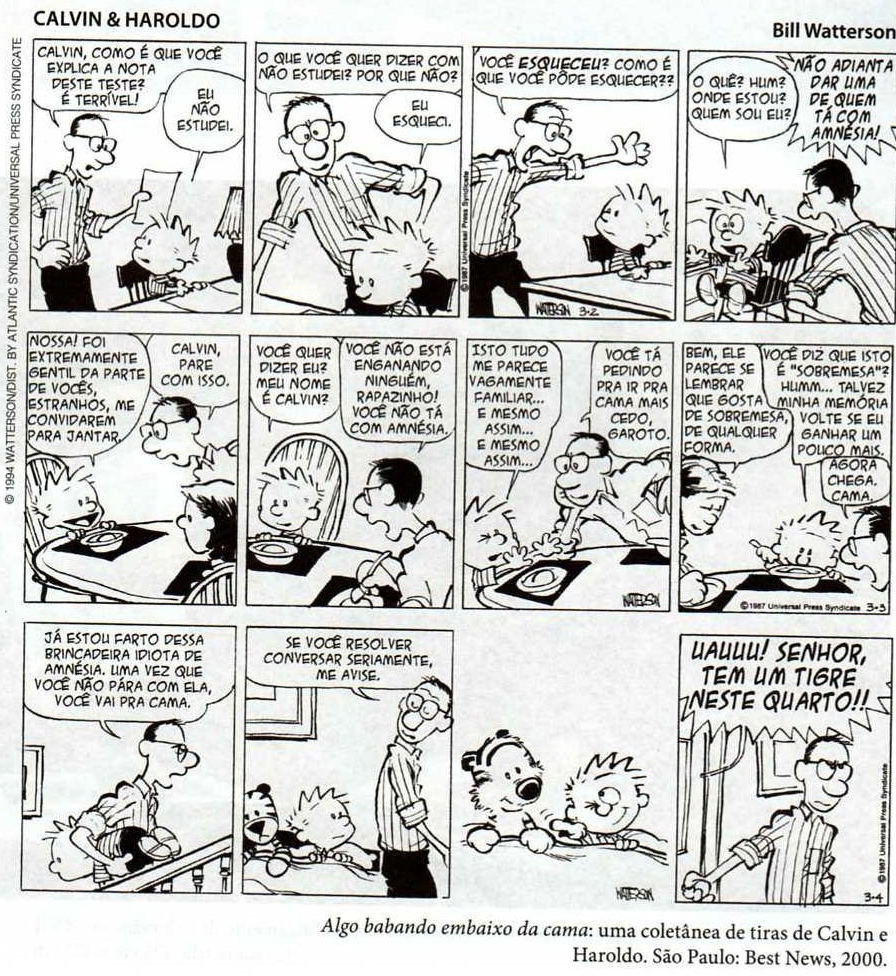 CALVIN & HAROLDO
Bill Watterson
© 1994 WATTERSON/DIST. BY ATLANTIC SYNDICATION/UNIVERSAL PRESS SYNDICATE
CALVIN, COMO É QUE VOCÊ
EXPLICA A NOTA
DESTE TESTE?
É TERRÍVEL!
EU
NÃO
ESTUDEI.
O QUE VOCÊ QUER DIZER COM
NÃO ESTUDEI? POR QUE NÃO?
EU
ESQUECI.
VOCÊ ESQUECEU? COMO É
QUE VOCÊ PÔDE ESQUECER??
© 1987 Universal Press Syndicate
WATERSON 3-2
O QUÊ? HUM?
ONDE ESTOU?
QUEM SOU EU?
NÃO ADIANTA
DAR UMA
DE QUEM
TÁ COM
AMNÉSIA!
NOSSA! FOI
EXTREMAMENTE
GENTIL DA PARTE
DE VOCÊS,
ESTRANHOS, ME
CONVIDAREM
PARA JANTAR.
CALVIN,
PARE
COM ISSO.
VOCÊ QUER
DIZER EU?
MEU NOME
É CALVIN?
VOCÊ NÃO ESTÁ
ENGANANDO
NINGUÉM,
RAPAZINHO!
VOCÊ NÃO TÁ
COM AMNÉSIA.
ISTO TUDO
ME PARECE
VAGAMENTE
FAMILIAR...
E MESMO
ASSIM...
E MESMO
ASSIM...
VOCÊ TÁ
PEDINDO
PRA IR PRA
CAMA MAIS
CEDO,
GAROTO.
WATERSON
BEM, ELE
PARECE SE
LEMBRAR
QUE GOSTA
DE SOBREMESA,
DE QUALQUER
FORMA.
VOCÊ DIZ QUE ISTO
É "SOBREMESA"?
HUMM... TALVEZ
MINHA MEMÓRIA
VOLTE SE EU
GANHAR UM
POUCO MAIS.
AGORA
CHEGA.
CAMA.
© 1987 Universal Press Syndicate 3-3
JÁ ESTOU FARTO DESSA
BRINCADEIRA IDIOTA DE
AMNÉSIA. UMA VEZ QUE
VOCÊ NÃO PÁRA COM ELA,
VOCÊ VAI PRA CAMA.
SE VOCÊ RESOLVER
CONVERSAR SERIAMENTE,
ME AVISE.
WATERSON
UAUUU! SENHOR,
TEM UM TIGRE
NESTE QUARTO!!
© 1987 Universal Press Syndicate
3-4
Algo babando embaixo da cama: uma coletânea de tiras de Calvin e
Haroldo. São Paulo: Best News, 2000.